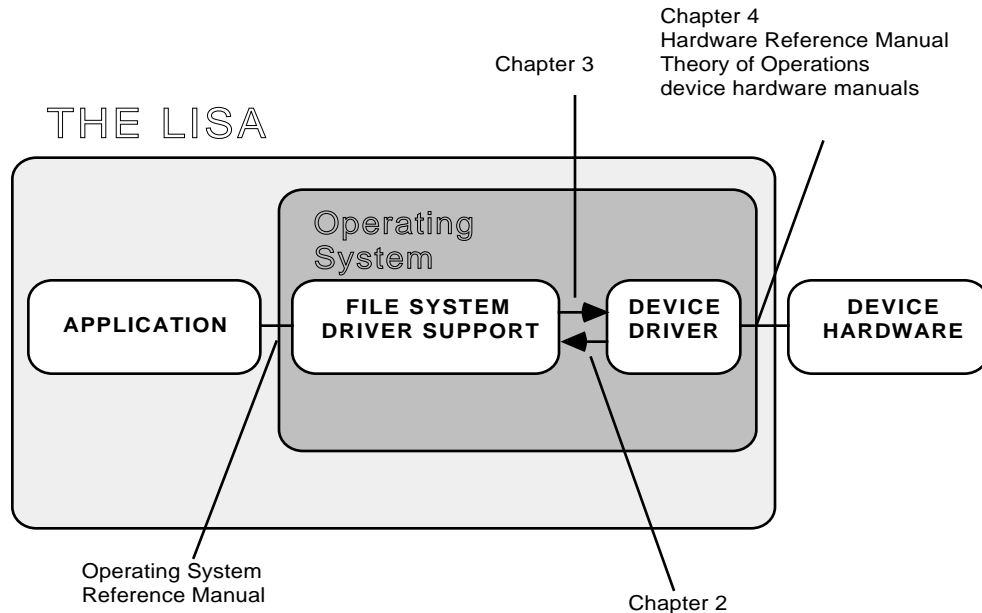 Chapter 4
Hardware Reference Manual
Theory of Operations
device hardware manuals
Chapter 3
THE LISA
Operating
System
APPLICATION
FILE SYSTEM
DRIVER SUPPORT
DEVICE
DRIVER
DEVICE
HARDWARE
Operating System
Reference Manual
Chapter 2